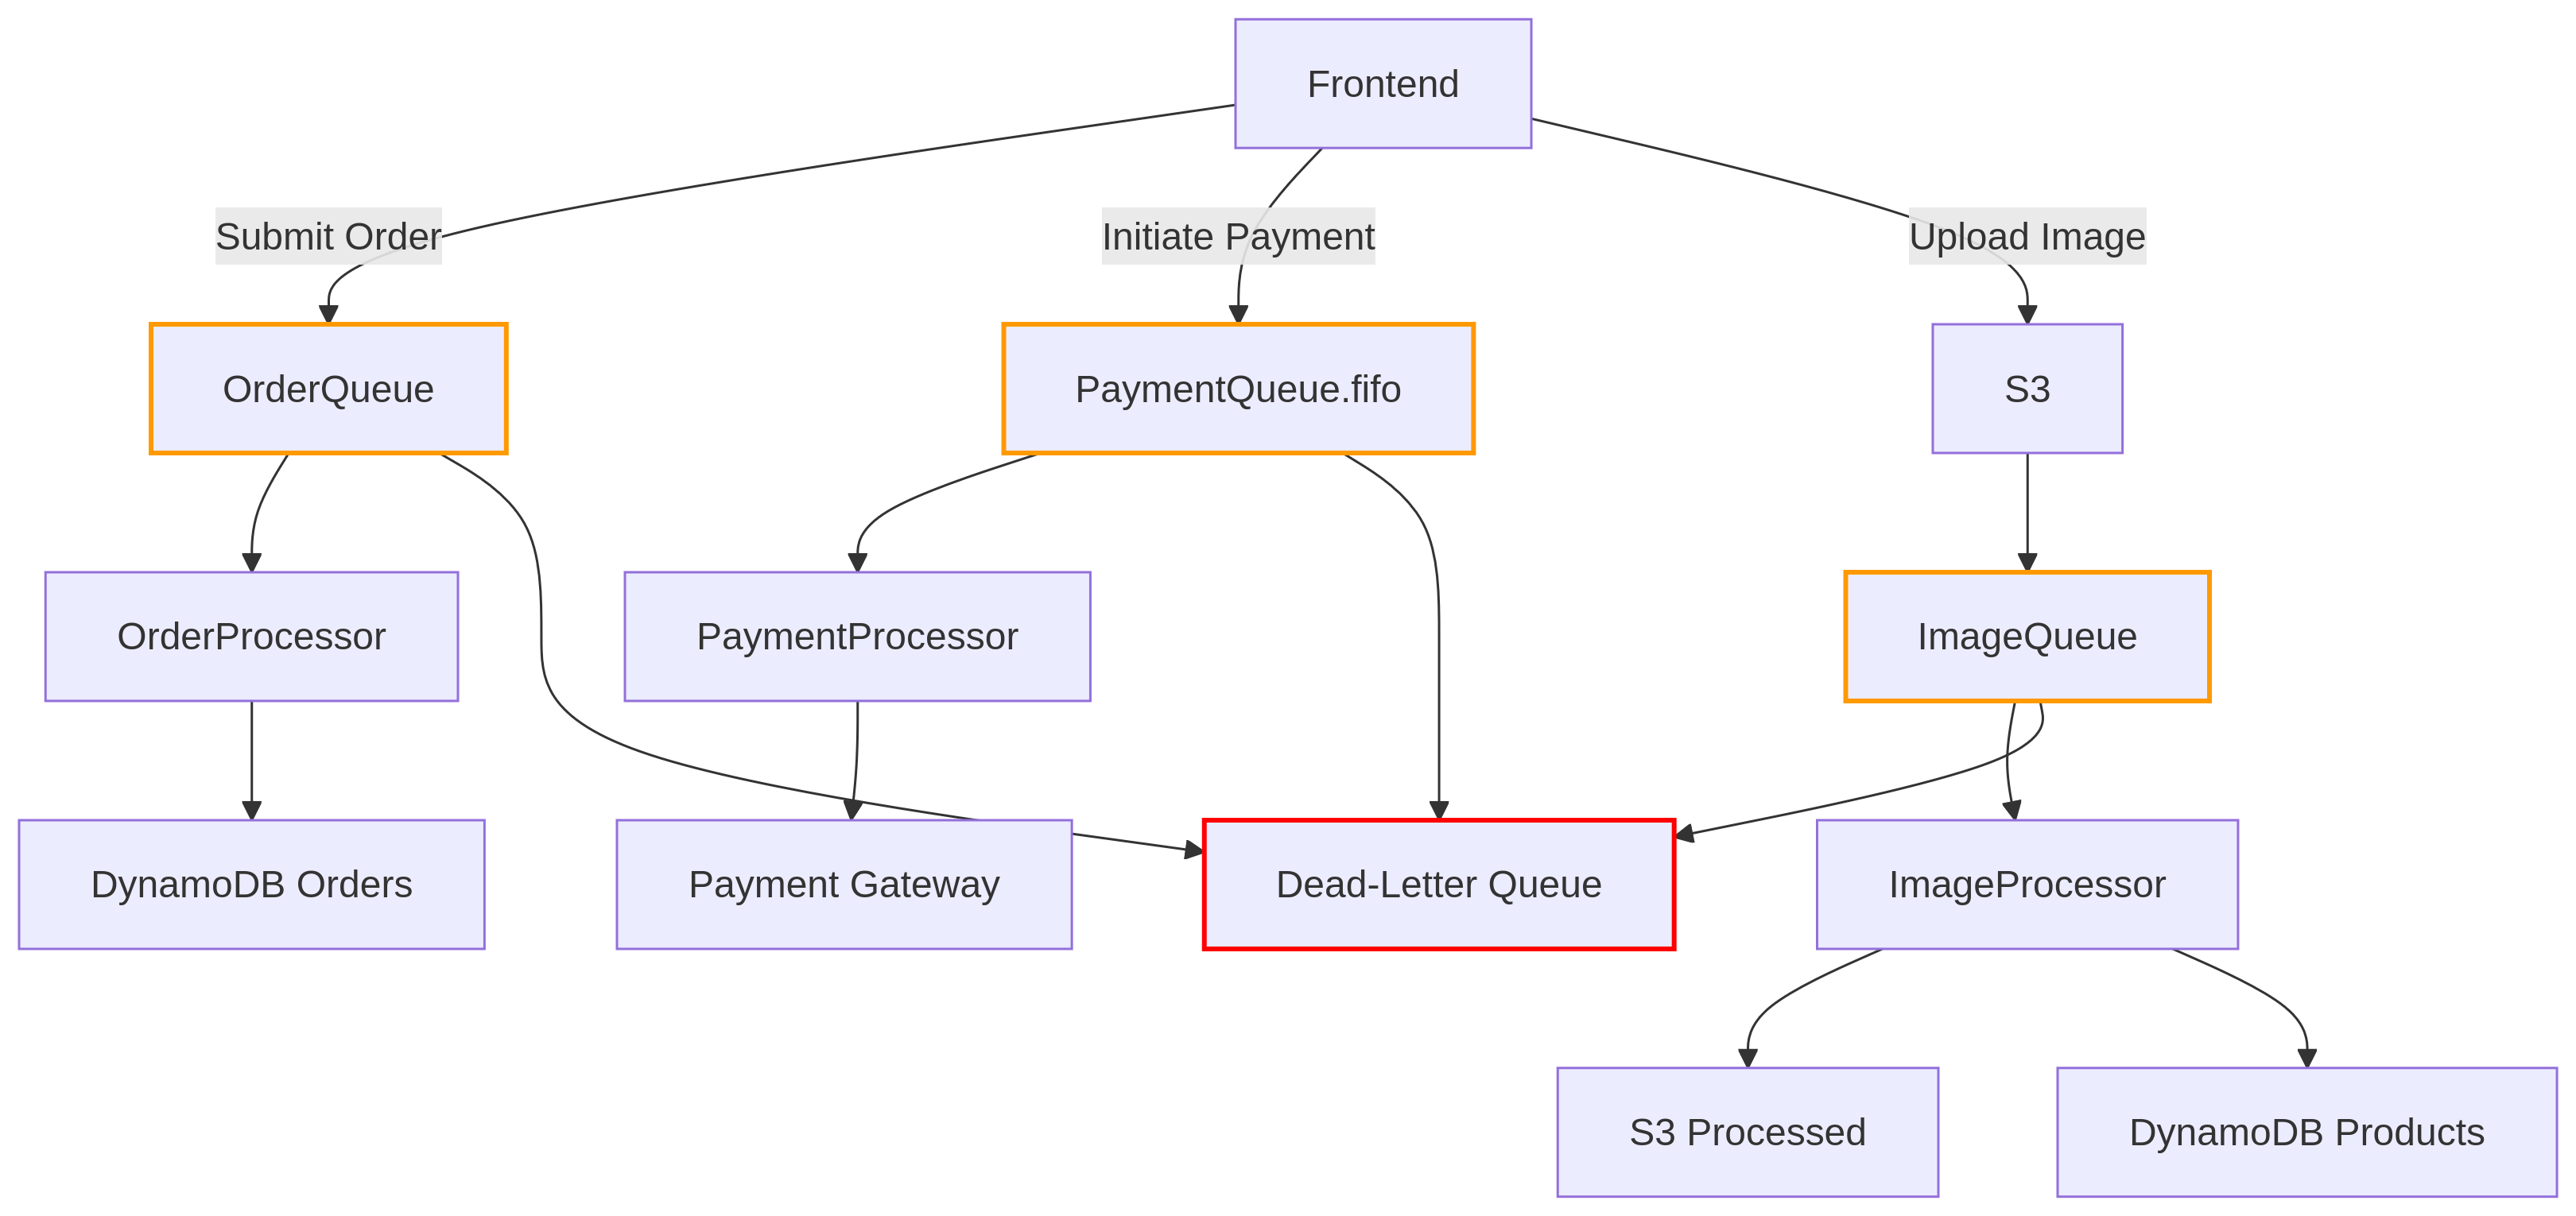 Frontend
Submit Order
Initiate Payment
Upload Image
OrderQueue
PaymentQueue.fifo
S3
OrderProcessor
PaymentProcessor
ImageQueue
DynamoDB Orders
Payment Gateway
Dead-Letter Queue
ImageProcessor
S3 Processed
DynamoDB Products